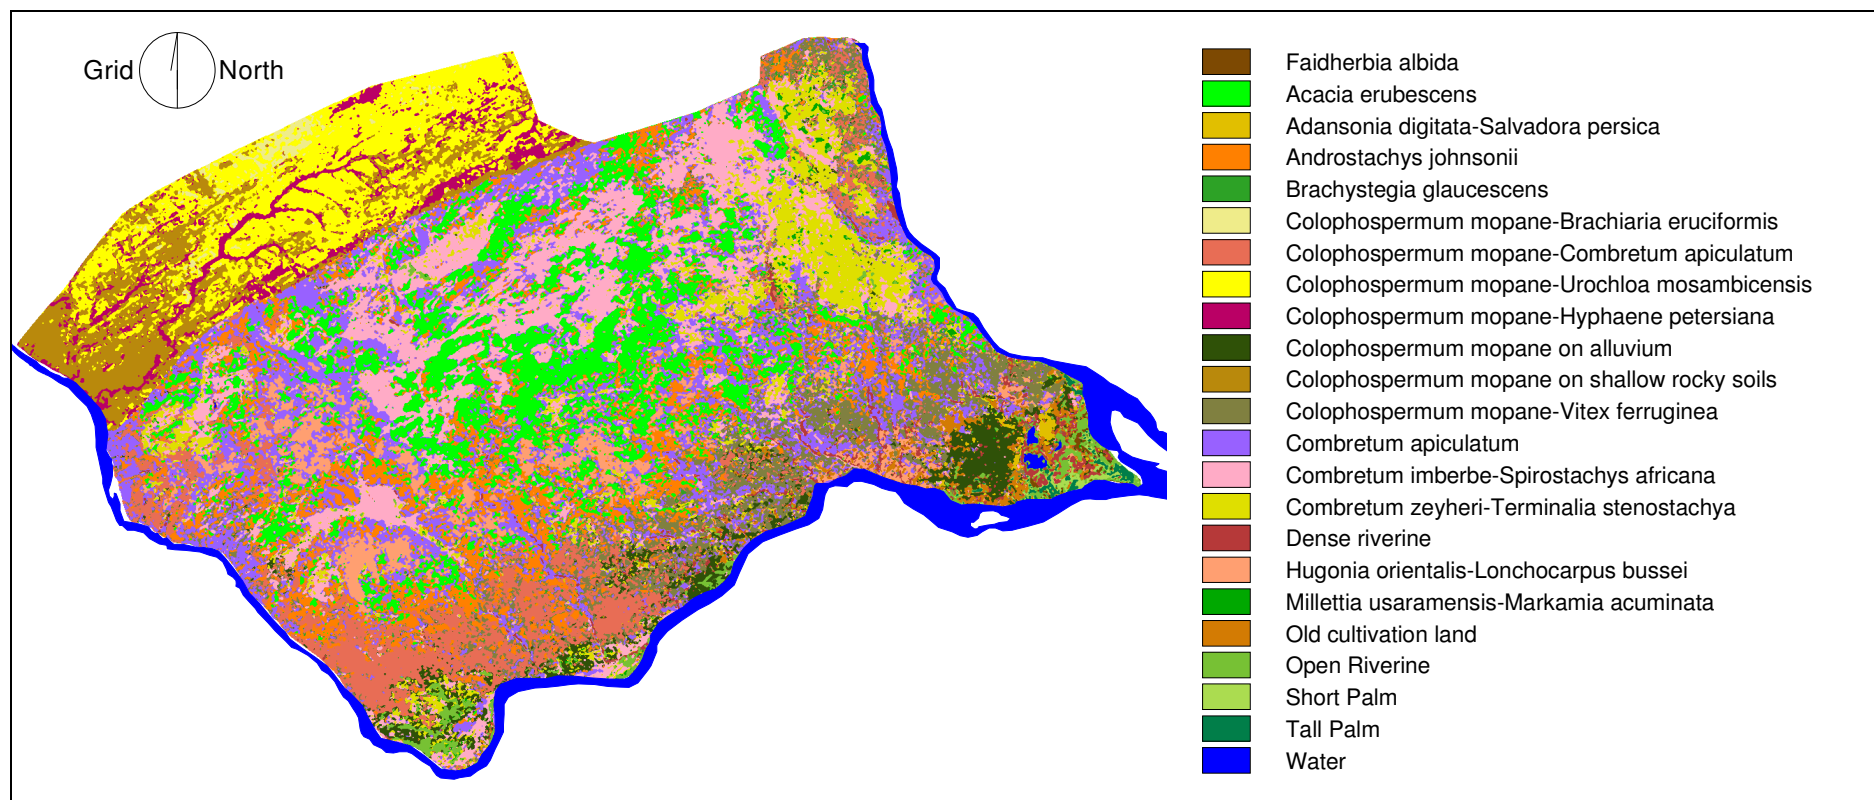 Grid North
Faidherbia albida
Acacia erubescens
Adansonia digitata-Salvadora persica
Androstachys johnsonii
Brachystegia glaucescens
Colophospermum mopane-Brachiaria eruciformis
Colophospermum mopane-Combretum apiculatum
Colophospermum mopane-Urochloa mosambicensis
Colophospermum mopane-Hyphaene petersiana
Colophospermum mopane on alluvium
Colophospermum mopane on shallow rocky soils
Colophospermum mopane-Vitex ferruginea
Combretum apiculatum
Combretum imberbe-Spirostachys africana
Combretum zeyheri-Terminalia stenostachya
Dense riverine
Hugonia orientalis-Lonchocarpus bussei
Millettia usaramensis-Markamia acuminata
Old cultivation land
Open Riverine
Short Palm
Tall Palm
Water